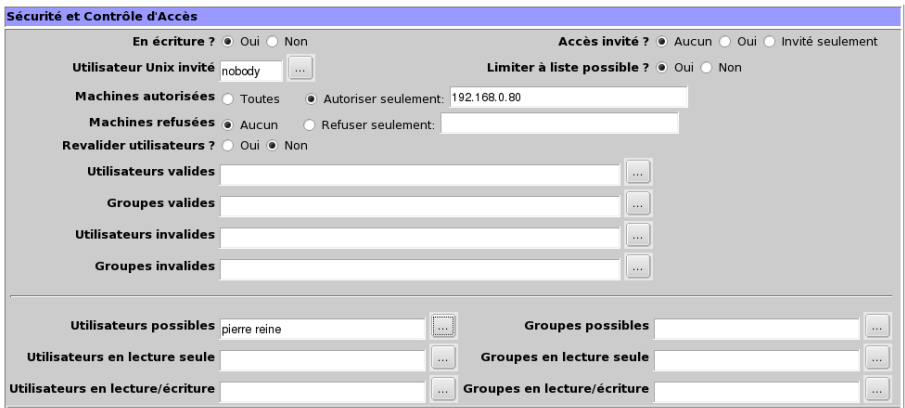 Sécurité et Contrôle d'Accès
En écriture ? Oui Non Accès invité ? Aucun Oui Invité seulement
Utilisateur Unix invité nobody ... Limiter à liste possible ? Oui Non
Machines autorisées Toutes Autoriser seulement: 192.168.0.80
Machines refusées Aucun Refuser seulement:
Revalider utilisateurs ? Oui Non
Utilisateurs valides ...
Groupes valides ...
Utilisateurs invalides ...
Groupes invalides ...
Utilisateurs possibles pierre reine ... Groupes possibles ...
Utilisateurs en lecture seule ... Groupes en lecture seule ...
Utilisateurs en lecture/écriture ... Groupes en lecture/écriture ...